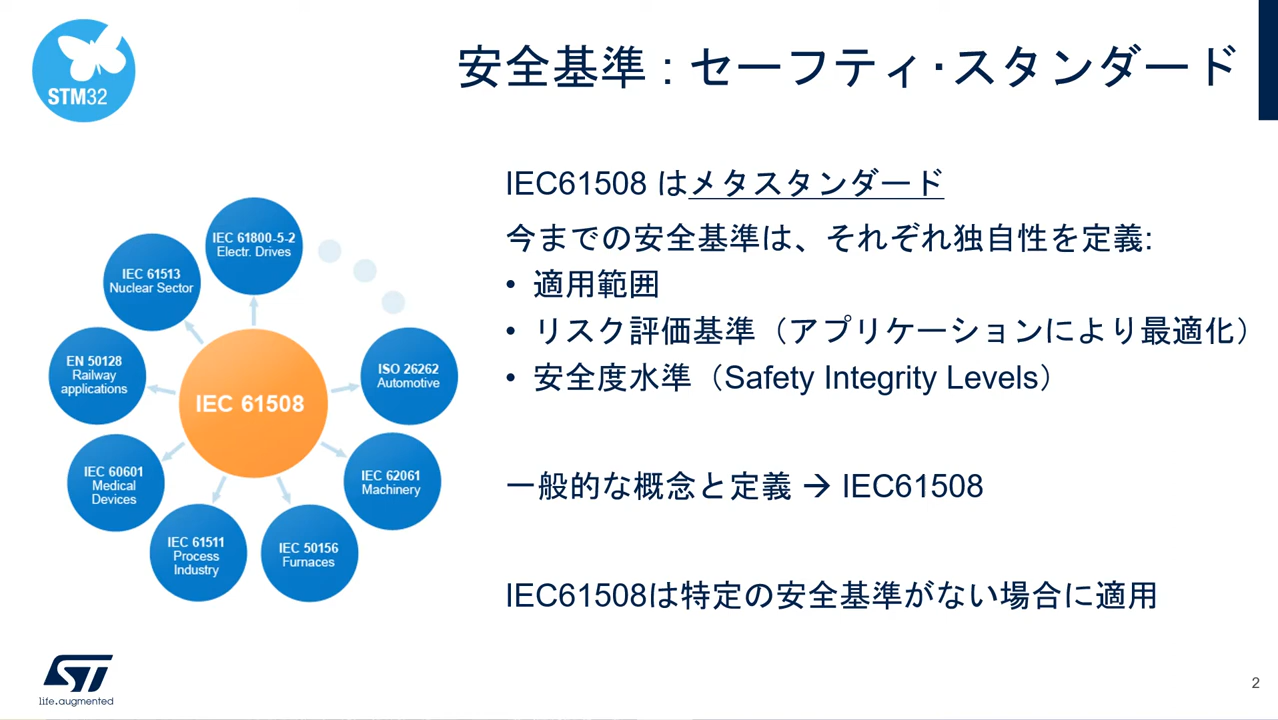 STM32
安全基準：セーフティ･スタンダード
IEC61508 はメタスタンダード
今までの安全基準は、それぞれ独自性を定義:
• 適用範囲
• リスク評価基準（アプリケーションにより最適化）
• 安全度水準（Safety Integrity Levels）
一般的な概念と定義 → IEC61508
IEC61508は特定の安全基準がない場合に適用
IEC 61508
IEC 61800-5-2
Electr. Drives
IEC 61513
Nuclear Sector
EN 50128
Railway
applications
IEC 60601
Medical
Devices
IEC 61511
Process
Industry
IEC 50156
Furnaces
IEC 62061
Machinery
ISO 26262
Automotive
ST
life.augmented
2